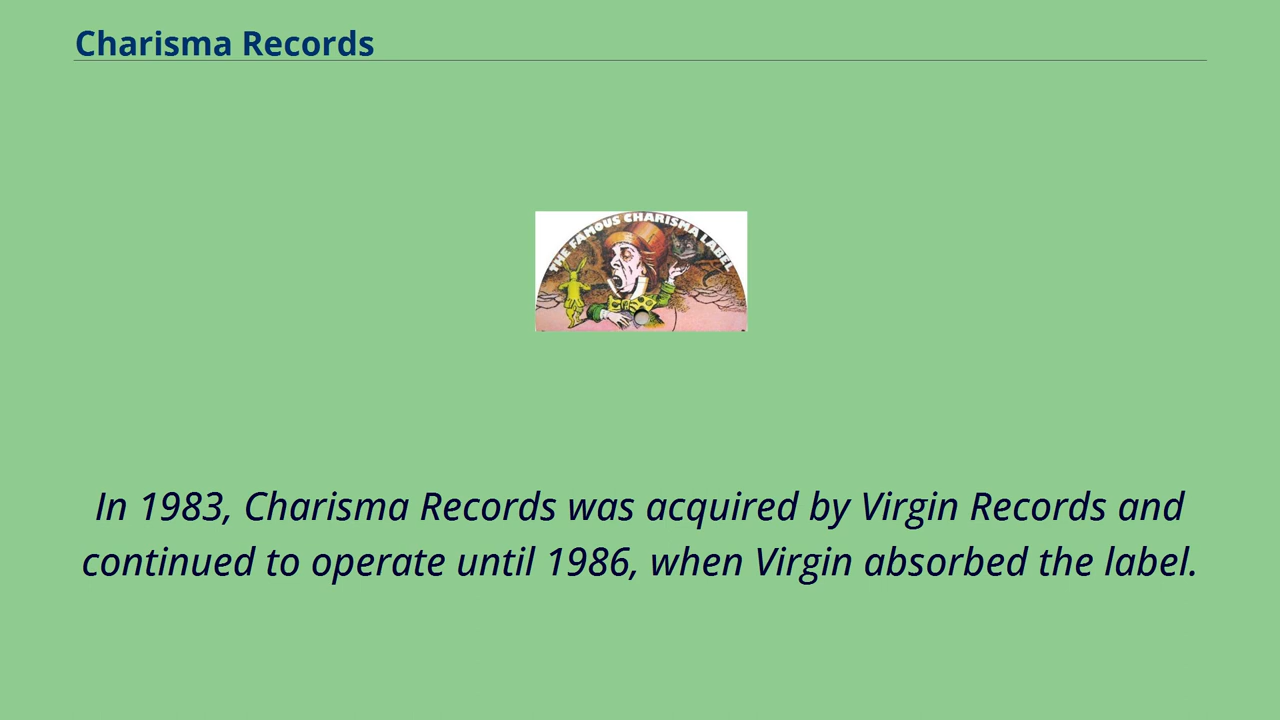 Charisma Records
THE FAMOUS CHARISMA LABEL
In 1983, Charisma Records was acquired by Virgin Records and
continued to operate until 1986, when Virgin absorbed the label.